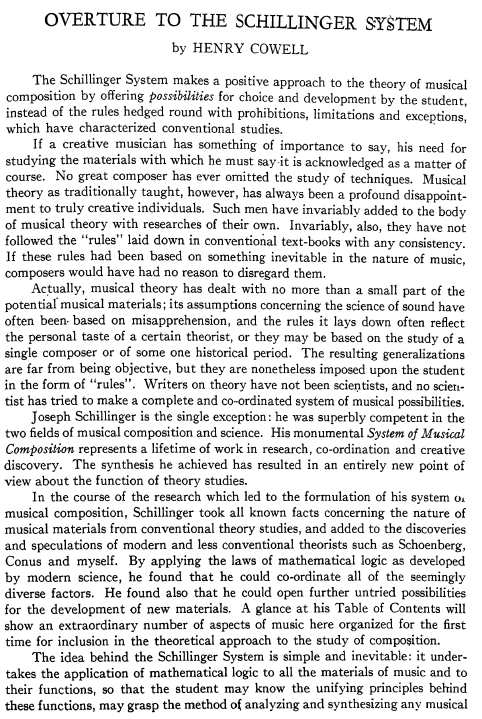 OVERTURE TO THE SCHILLINGER SYSTEM
by HENRY COWELL
The Schillinger System makes a positive approach to the theory of musical
composition by offering possibilities for choice and development by the student,
instead of the rules hedged round with prohibitions, limitations and exceptions,
which have characterized conventional studies.
If a creative musician has something of importance to say, his need for
studying the materials with which he must say it is acknowledged as a matter of
course. No great composer has ever omitted the study of techniques. Musical
theory as traditionally taught, however, has always been a profound disappoint-
ment to truly creative individuals. Such men have invariably added to the body
of musical theory with researches of their own. Invariably, also, they have not
followed the "rules" laid down in conventional text-books with any consistency.
If these rules had been based on something inevitable in the nature of music,
composers would have had no reason to disregard them.
Actually, musical theory has dealt with no more than a small part of the
potential musical materials; its assumptions concerning the science of sound have
often been based on misapprehension, and the rules it lays down often reflect
the personal taste of a certain theorist, or they may be based on the study of a
single composer or of some one historical period. The resulting generalizations
are far from being objective, but they are nonetheless imposed upon the student
in the form of "rules". Writers on theory have not been scientists, and no scien-
tist has tried to make a complete and co-ordinated system of musical possibilities.
Joseph Schillinger is the single exception: he was superbly competent in the
two fields of musical composition and science. His monumental System of Musical
Composition represents a lifetime of work in research, co-ordination and creative
discovery. The synthesis he achieved has resulted in an entirely new point of
view about the function of theory studies.
In the course of the research which led to the formulation of his system of
musical composition, Schillinger took all known facts concerning the nature of
musical materials from conventional theory studies, and added to the discoveries
and speculations of modern and less conventional theorists such as Schoenberg,
Conus and myself. By applying the laws of mathematical logic as developed
by modern science, he found that he could co-ordinate all of the seemingly
diverse factors. He found also that he could open further untried possibilities
for the development of new materials. A glance at his Table of Contents will
show an extraordinary number of aspects of music here organized for the first
time for inclusion in the theoretical approach to the study of composition.
The idea behind the Schillinger System is simple and inevitable: it under-
takes the application of mathematical logic to all the materials of music and to
their functions, so that the student may know the unifying principles behind
these functions, may grasp the method of analyzing and synthesizing any musical